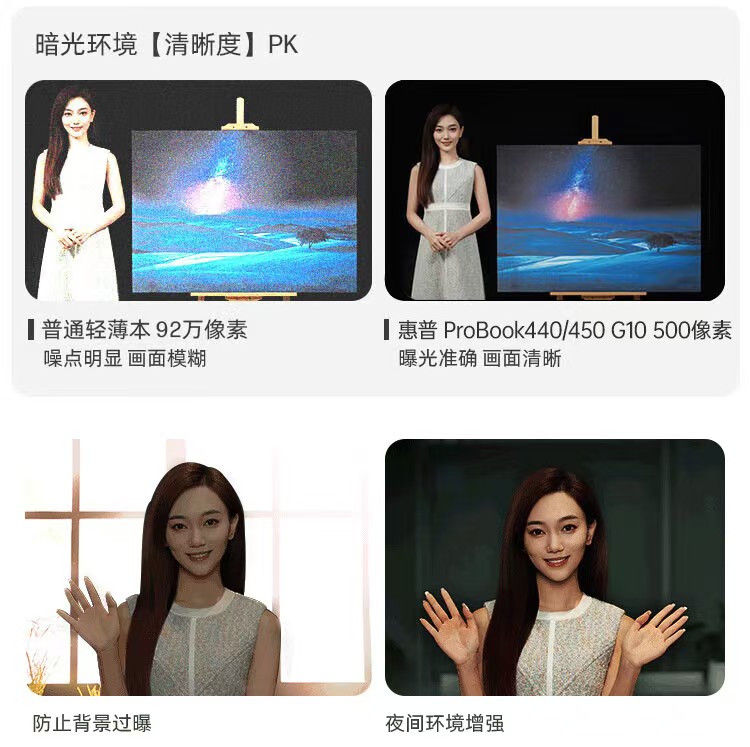 暗光环境【清晰度】PK
普通轻薄本 92万像素
噪点明显 画面模糊
惠普 ProBook440/450 G10 500像素
曝光准确 画面清晰
防止背景过曝
夜间环境增强